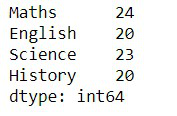 Maths 24
English 20
Science 23
History 20
dtype: int64